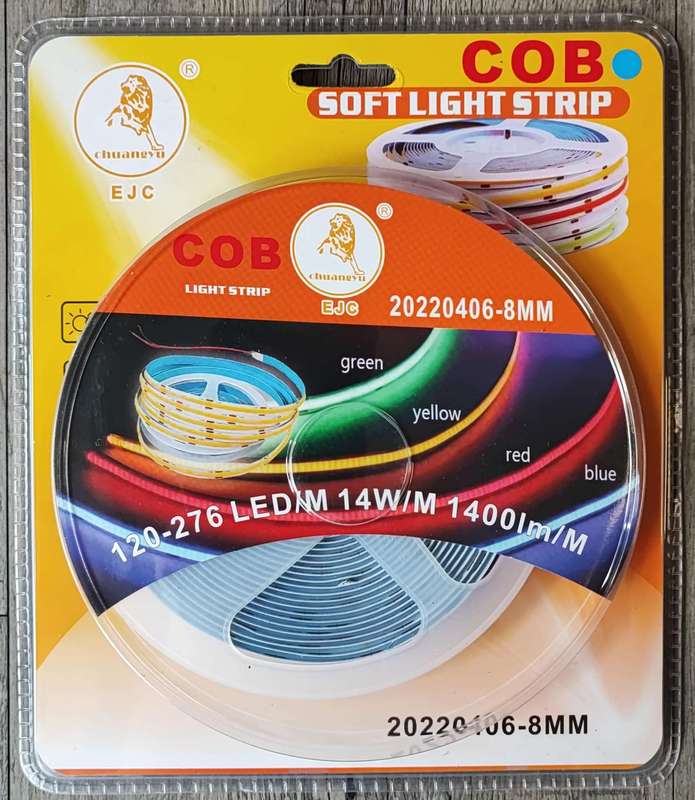 COB
SOFT LIGHT STRIP
®
chuangyu
EJC
COB
LIGHT STRIP
®
chuangyu
EJC
20220406-8MM
green
yellow
red
blue
120-276 LED/M 14W/M 1400lm/M
20220406-8MM